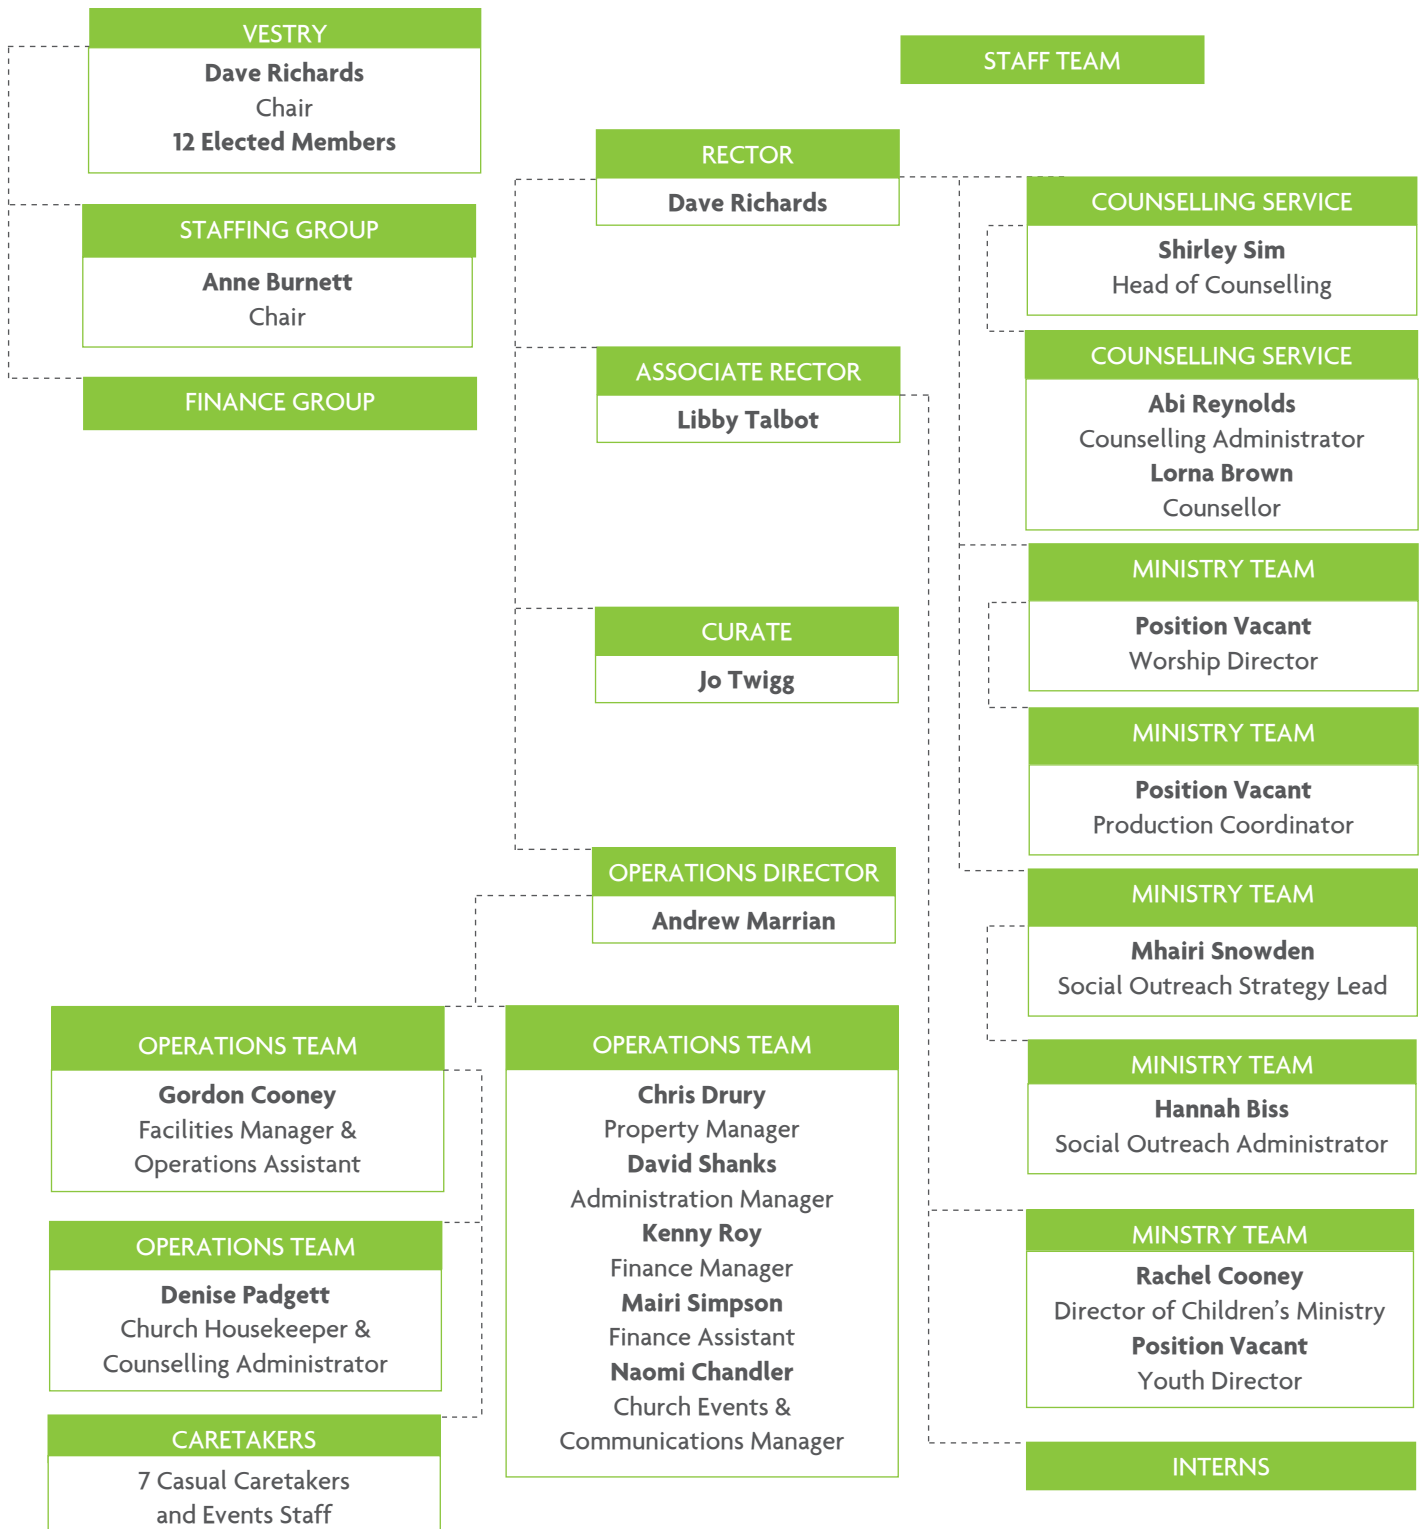 VESTRY
Dave Richards
Chair
12 Elected Members
STAFFING GROUP
Anne Burnett
Chair
FINANCE GROUP
STAFF TEAM
RECTOR
Dave Richards
ASSOCIATE RECTOR
Libby Talbot
CURATE
Jo Twigg
OPERATIONS DIRECTOR
Andrew Marrian
OPERATIONS TEAM
Gordon Cooney
Facilities Manager &
Operations Assistant
OPERATIONS TEAM
Denise Padgett
Church Housekeeper &
Counselling Administrator
CARETAKERS
7 Casual Caretakers
and Events Staff
OPERATIONS TEAM
Chris Drury
Property Manager
David Shanks
Administration Manager
Kenny Roy
Finance Manager
Mairi Simpson
Finance Assistant
Naomi Chandler
Church Events &
Communications Manager
COUNSELLING SERVICE
Shirley Sim
Head of Counselling
COUNSELLING SERVICE
Abi Reynolds
Counselling Administrator
Lorna Brown
Counsellor
MINISTRY TEAM
Position Vacant
Worship Director
MINISTRY TEAM
Position Vacant
Production Coordinator
MINISTRY TEAM
Mhairi Snowden
Social Outreach Strategy Lead
MINISTRY TEAM
Hannah Biss
Social Outreach Administrator
MINSTRY TEAM
Rachel Cooney
Director of Children’s Ministry
Position Vacant
Youth Director
INTERNS